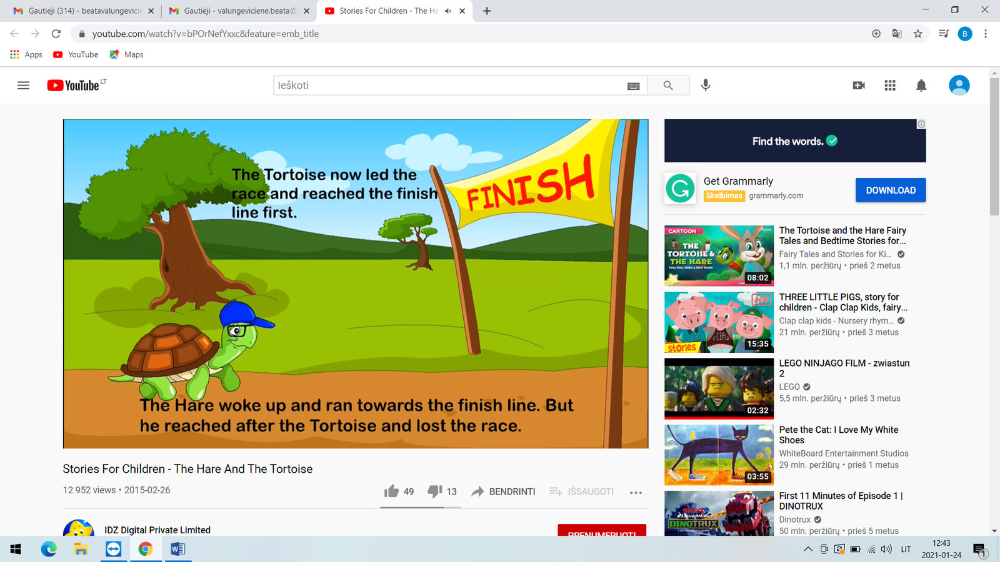 Gautieji (314) - beatavalungevicie
Gautieji - valungeviciene.beata@
Stories For Children - The Ha
youtube.com/watch?v=bPOrNefYxxc&feature=emb_title
Apps
YouTube
Maps
YouTube LT
Ieškoti
The Tortoise now led the
race and reached the finish
line first.
FINISH
The Hare woke up and ran towards the finish line. But
he reached after the Tortoise and lost the race.
Stories For Children - The Hare And The Tortoise
12 952 views • 2015-02-26
49
13
BENDRINTI
IŠSAUGOTI
IDZ Digital Private Limited
PRENUMERUOTI
Find the words.
Get Grammarly
Skelbimas grammarly.com
DOWNLOAD
CARTOON
THE
TORTOISE &
THE HARE
Fairy Tales, Fables & Short Stories
08:02
The Tortoise and the Hare Fairy
Tales and Bedtime Stories for...
Fairy Tales and Stories for Ki...
1,1 mln. peržiūrų • prieš 2 metus
HD
stories
15:35
THREE LITTLE PIGS, story for
children - Clap Clap Kids, fairy...
Clap clap kids - Nursery rhym...
21 mln. peržiūrų • prieš 3 metus
02:32
LEGO NINJAGO FILM - zwiastun
2
LEGO
5,5 mln. peržiūrų • prieš 3 metus
03:55
Pete the Cat: I Love My White
Shoes
WhiteBoard Entertainment Studios
29 mln. peržiūrų • prieš 1 metus
NETFLIX
DREAMWORKS
DINOTRUX
First 11 Minutes of Episode 1 |
DINOTRUX
Dinotrux
50 mln. peržiūrų • prieš 5 metus
LIT
12:43
2021-01-24
1
B